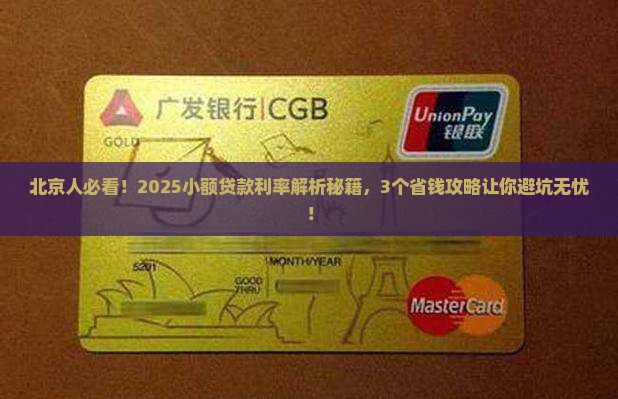 广发银行|CGB
GOLD
UnionPay
银联
北京人必看！2025小额贷款利率解析秘籍，3个省钱攻略让你避坑无忧
！
5201
MONTH/YEAR
GOOD
THRU
MasterCard